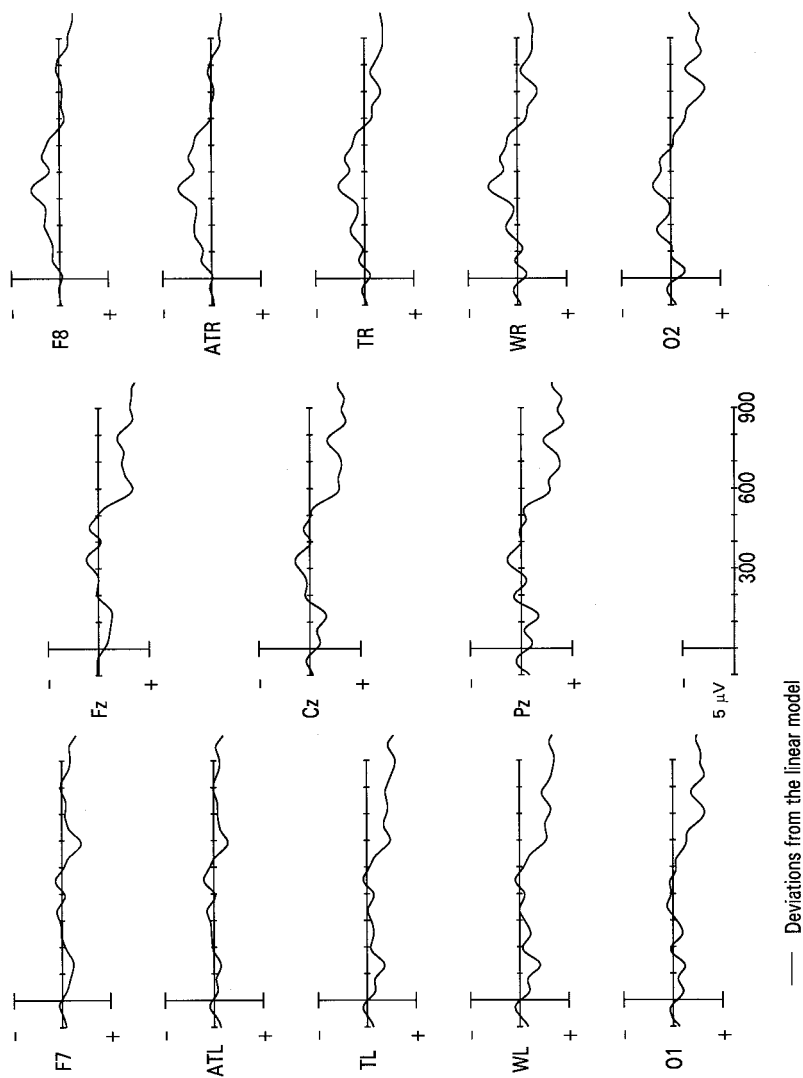 F7
-
+
ATL
-
+
TL
-
+
WL
-
+
O1
-
+
Fz
-
+
Cz
-
+
Pz
-
+
-
5 μV
300
600
900
F8
-
+
ATR
-
+
TR
-
+
WR
-
+
O2
-
+
Deviations from the linear model